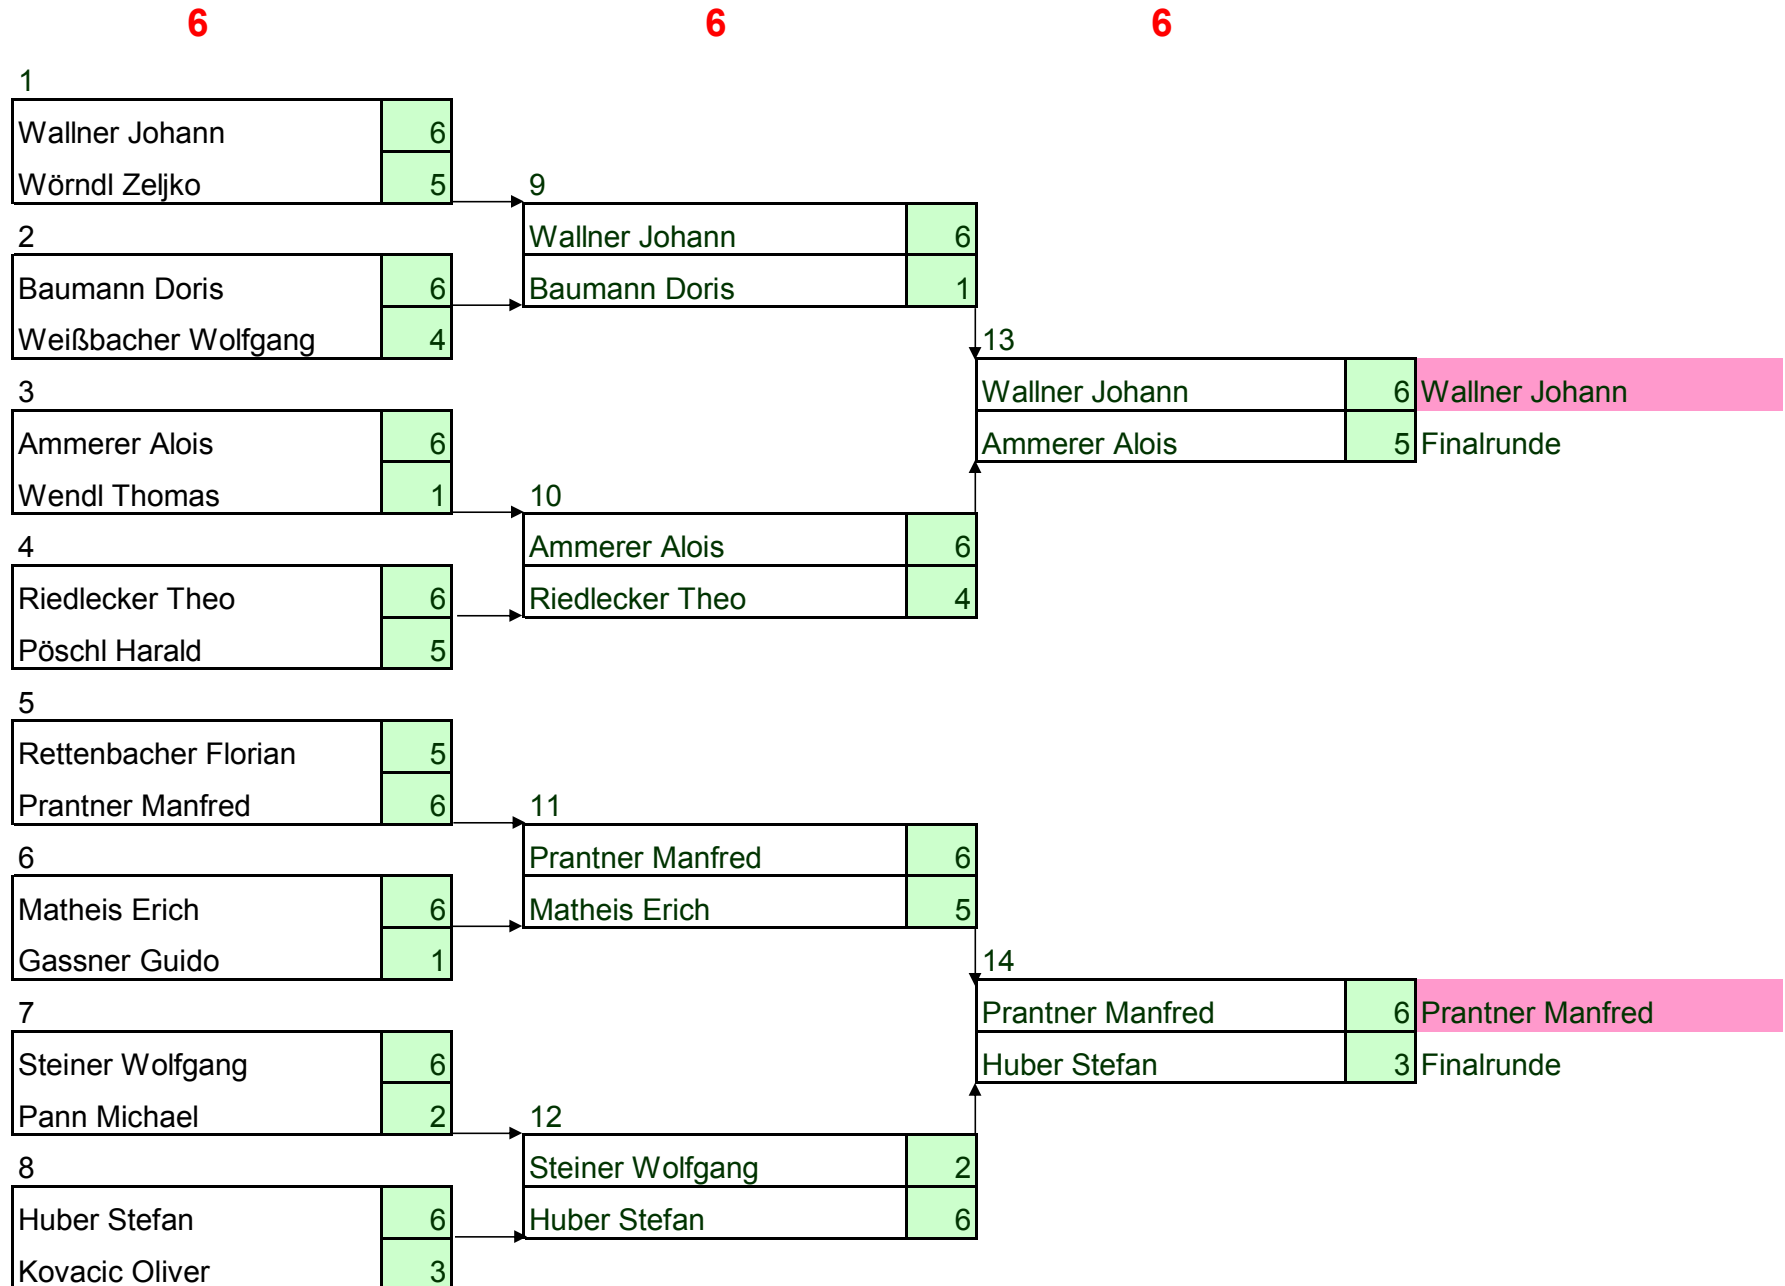 6 6 6
1
Wallner Johann 6
Wörndl Zeljko 5
9
2
Wallner Johann 6
Baumann Doris 6
Baumann Doris 1
Weißbacher Wolfgang 4
13
3
Wallner Johann 6 Wallner Johann
Ammerer Alois 6
Ammerer Alois 5 Finalrunde
Wendl Thomas 1
10
4
Ammerer Alois 6
Riedlecker Theo 6
Riedlecker Theo 4
Pöschl Harald 5
5
Rettenbacher Florian 5
Prantner Manfred 6
11
6
Prantner Manfred 6
Matheis Erich 6
Matheis Erich 5
Gassner Guido 1
14
7
Prantner Manfred 6 Prantner Manfred
Steiner Wolfgang 6
Huber Stefan 3 Finalrunde
Pann Michael 2
12
8
Steiner Wolfgang 2
Huber Stefan 6
Huber Stefan 6
Kovacic Oliver 3